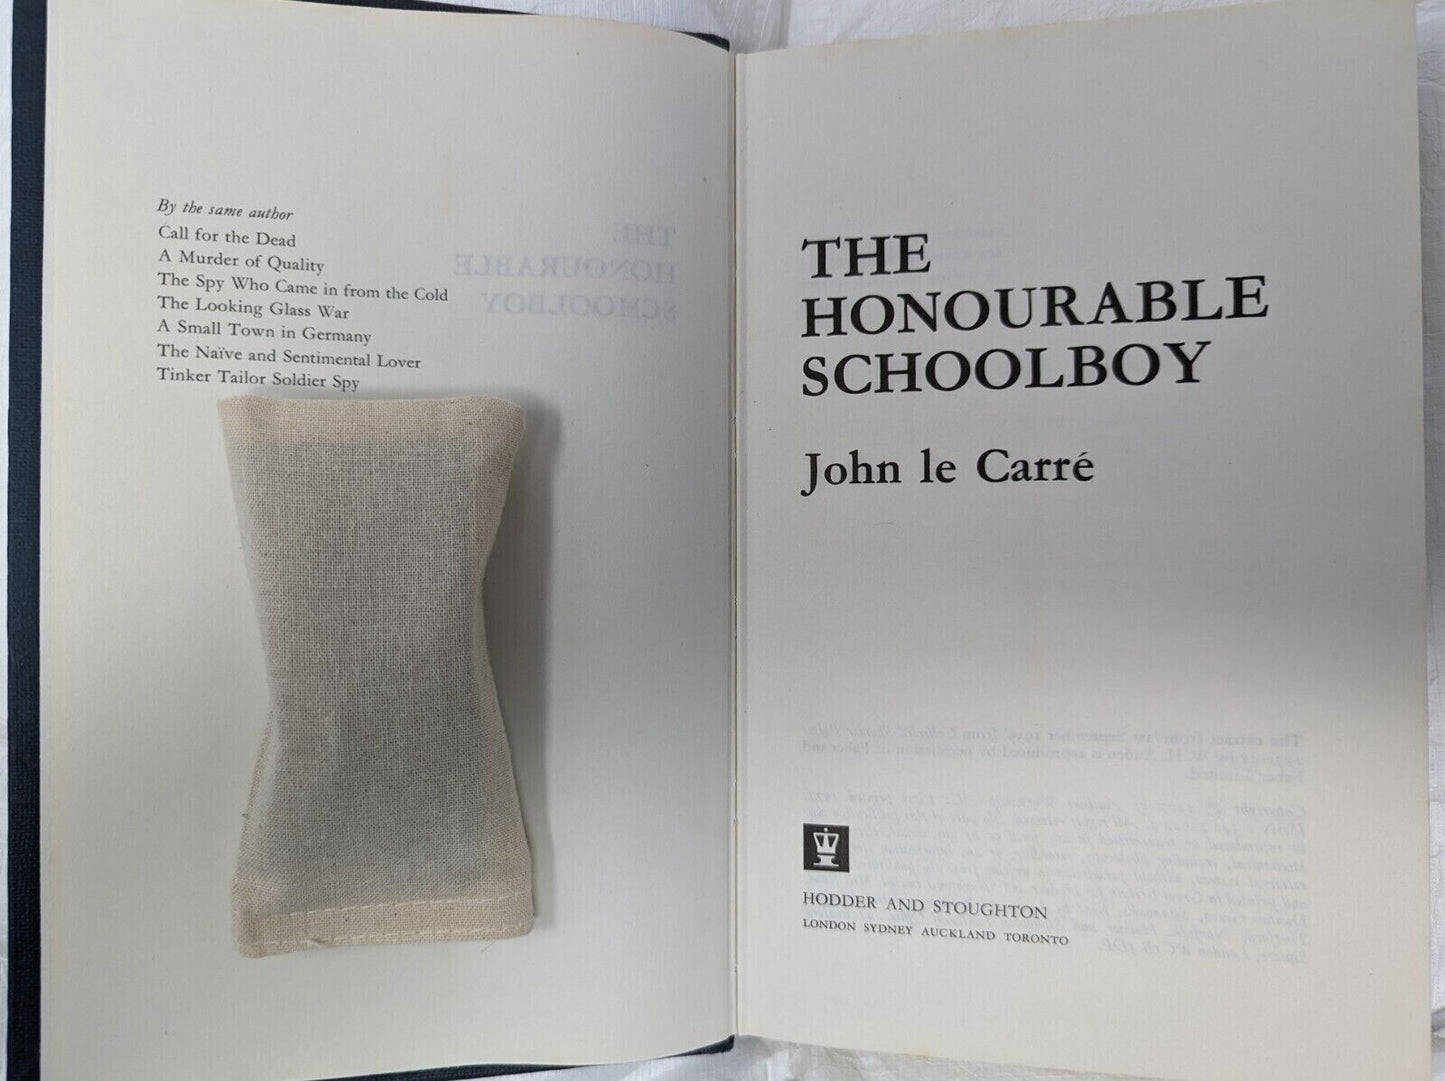 By the same author
Call for the Dead
A Murder of Quality
The Spy Who Came in from the Cold
The Looking Glass War
A Small Town in Germany
The Naïve and Sentimental Lover
Tinker Tailor Soldier Spy
THE
HONOURABLE
SCHOOLBOY
John le Carré
HODDER AND STOUGHTON
LONDON SYDNEY AUCKLAND TORONTO